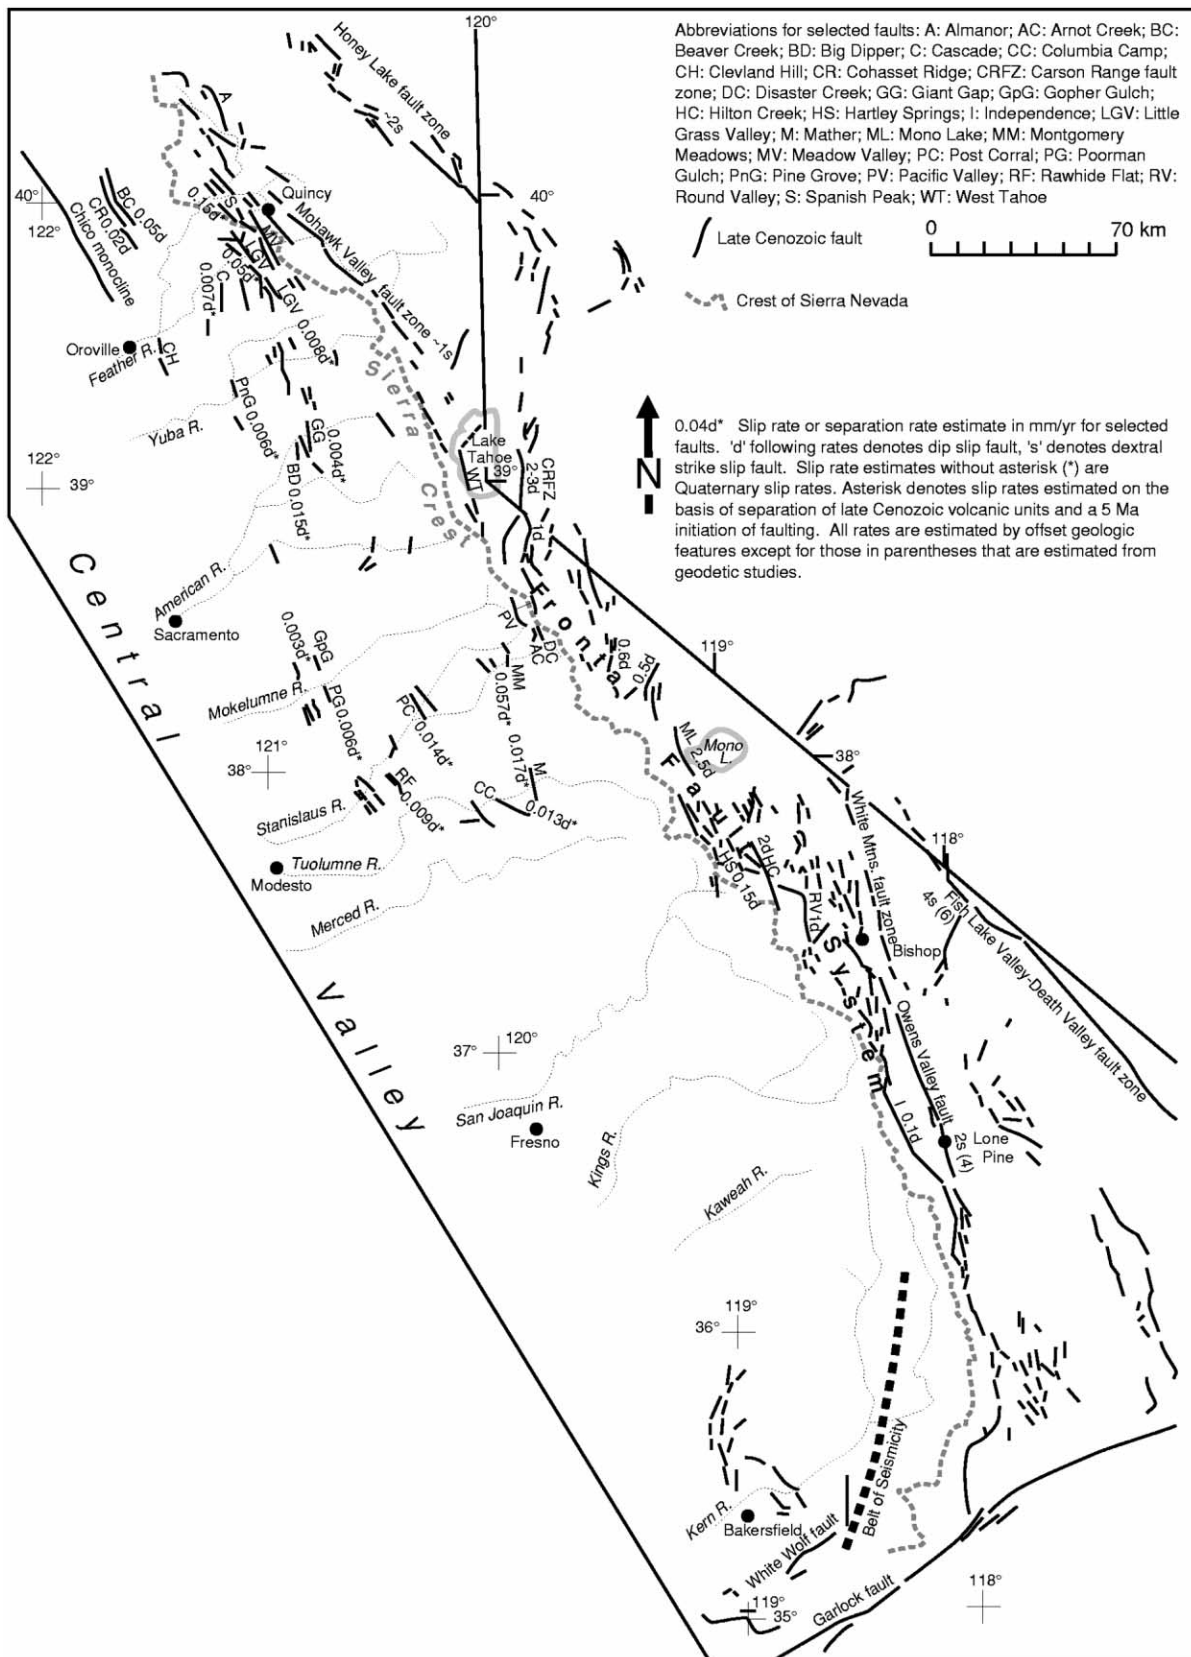 120°
Abbreviations for selected faults: A: Almanor; AC: Arnot Creek; BC:
Beaver Creek; BD: Big Dipper; C: Cascade; CC: Columbia Camp;
CH: Clevland Hill; CR: Cohasset Ridge; CRFZ: Carson Range fault
zone; DC: Disaster Creek; GG: Giant Gap; GpG: Gopher Gulch;
HC: Hilton Creek; HS: Hartley Springs; I: Independence; LGV: Little
Grass Valley; M: Mather; ML: Mono Lake; MM: Montgomery
Meadows; MV: Meadow Valley; PC: Post Corral; PG: Poorman
Gulch; PnG: Pine Grove; PV: Pacific Valley; RF: Rawhide Flat; RV:
Round Valley; S: Spanish Peak; WT: West Tahoe
Late Cenozoic fault
0
70 km
Crest of Sierra Nevada
N
0.04d* Slip rate or separation rate estimate in mm/yr for selected
faults. 'd' following rates denotes dip slip fault, 's' denotes dextral
strike slip fault. Slip rate estimates without asterisk (*) are
Quaternary slip rates. Asterisk denotes slip rates estimated on the
basis of separation of late Cenozoic volcanic units and a 5 Ma
initiation of faulting. All rates are estimated by offset geologic
features except for those in parentheses that are estimated from
geodetic studies.
Honey Lake fault zone
~2s
A
40°
122°
BC 0.05d
CR0.02d
Chico monocline
0.15d*
S
Quincy
MV
Mohawk Valley fault zone ~1s
40°
LGV
0.05d*
C
0.007d*
LGV 0.008d*
Oroville
Feather R.
CH
PnG 0.006d*
Yuba R.
GG
0.004d*
BD 0.015d*
Sierra Crest
Lake
Tahoe
WT
39°
CRFZ
2-3d
1d
122°
39°
American R.
Sacramento
Central Valley
Frontal Fault System
PV
AC
DC
0.6d
0.5d
119°
GpG
0.003d*
Mokelumne R.
PG0.006d*
PC 0.014d*
MM
0.057d*
M
0.017d*
ML 2.5d
Mono
L.
38°
121°
38°
Stanislaus R.
RF
0.009d*
CC
0.013d*
Tuolumne R.
Modesto
Merced R.
HS0.15d
2dHC
RV1d
White Mtns. fault zone
118°
4s (6)
Fish Lake Valley-Death Valley fault zone
Bishop
37°
120°
Owens Valley fault
San Joaquin R.
Fresno
Kings R.
I 0.1d
2s (4)
Lone
Pine
Kaweah R.
119°
36°
Belt of Seismicity
Kern R.
Bakersfield
White Wolf fault
Garlock fault
118°
119°
35°